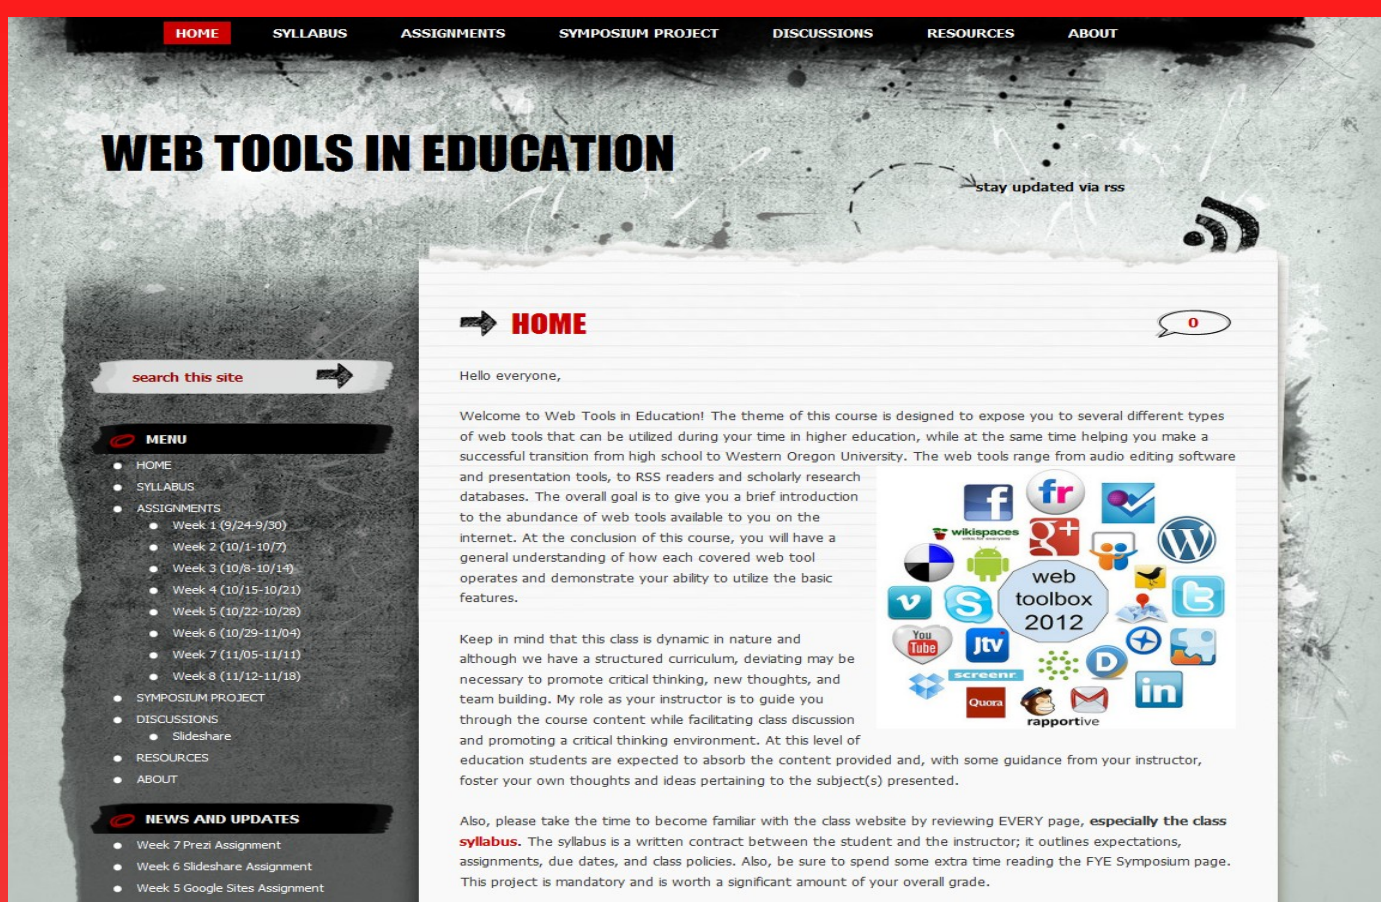 HOME SYLLABUS ASSIGNMENTS SYMPOSIUM PROJECT DISCUSSIONS RESOURCES ABOUT
WEB TOOLS IN EDUCATION
stay updated via rss
search this site
MENU
HOME
SYLLABUS
ASSIGNMENTS
Week 1 (9/24-9/30)
Week 2 (10/1-10/7)
Week 3 (10/8-10/14)
Week 4 (10/15-10/21)
Week 5 (10/22-10/28)
Week 6 (10/29-11/04)
Week 7 (11/05-11/11)
Week 8 (11/12-11/18)
SYMPOSIUM PROJECT
DISCUSSIONS
Slideshare
RESOURCES
ABOUT
NEWS AND UPDATES
Week 7 Prezi Assignment
Week 6 Slideshare Assignment
Week 5 Google Sites Assignment
HOME
0
Hello everyone,
Welcome to Web Tools in Education! The theme of this course is designed to expose you to several different types
of web tools that can be utilized during your time in higher education, while at the same time helping you make a
successful transition from high school to Western Oregon University. The web tools range from audio editing software
and presentation tools, to RSS readers and scholarly research
databases. The overall goal is to give you a brief introduction
to the abundance of web tools available to you on the
internet. At the conclusion of this course, you will have a
general understanding of how each covered web tool
operates and demonstrate your ability to utilize the basic
features.
Keep in mind that this class is dynamic in nature and
although we have a structured curriculum, deviating may be
necessary to promote critical thinking, new thoughts, and
team building. My role as your instructor is to guide you
through the course content while facilitating class discussion
and promoting a critical thinking environment. At this level of
education students are expected to absorb the content provided and, with some guidance from your instructor,
foster your own thoughts and ideas pertaining to the subject(s) presented.
Also, please take the time to become familiar with the class website by reviewing EVERY page, especially the class
syllabus. The syllabus is a written contract between the student and the instructor; it outlines expectations,
assignments, due dates, and class policies. Also, be sure to spend some extra time reading the FYE Symposium page.
This project is mandatory and is worth a significant amount of your overall grade.
f
fr
wikispaces
g+
web
toolbox
2012
W
v
S
t
You
Tube
Jtv
D
screenr
in
Quora
M
rapportive